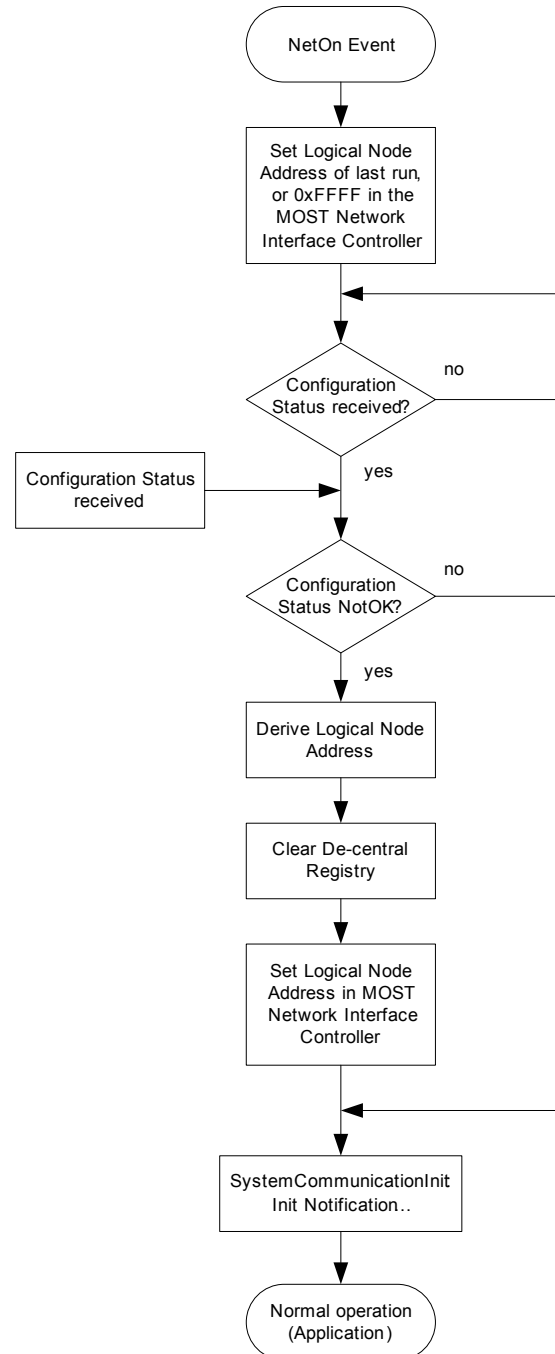 NetOn Event
Set Logical Node
Address of last run,
or 0xFFFF in the
MOST Network
Interface Controller
Configuration
Status received?
no
yes
Configuration Status
received
Configuration
Status NotOK?
no
yes
Derive Logical Node
Address
Clear De-central
Registry
Set Logical Node
Address in MOST
Network Interface
Controller
SystemCommunicationInit
Init Notification..
Normal operation
(Application)